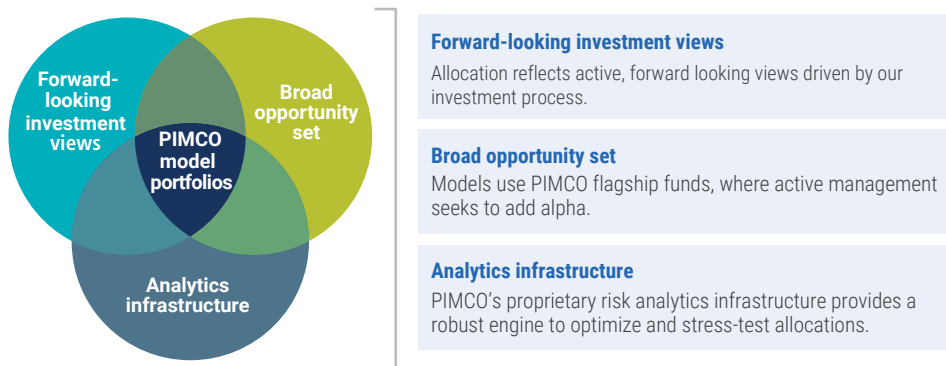 Forward-
looking
investment
views
Broad
opportunity
set
PIMCO
model
portfolios
Analytics
infrastructure
Forward-looking investment views
Allocation reflects active, forward looking views driven by our
investment process.
Broad opportunity set
Models use PIMCO flagship funds, where active management
seeks to add alpha.
Analytics infrastructure
PIMCO’s proprietary risk analytics infrastructure provides a
robust engine to optimize and stress-test allocations.